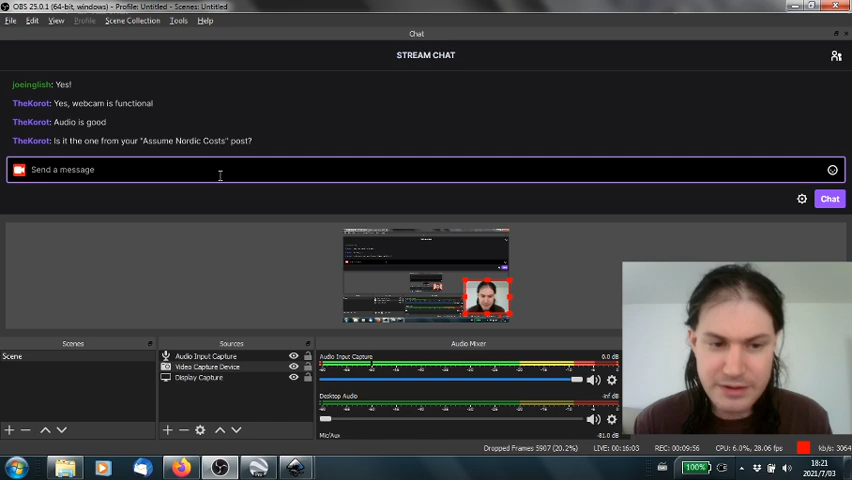 OBS 25.0.1 (64-bit, windows) - Profile: Untitled - Scenes: Untitled
File Edit View Profile Scene Collection Tools Help
Chat
STREAM CHAT
joeinglish: Yes!
TheKorot: Yes, webcam is functional
TheKorot: Audio is good
TheKorot: Is it the one from your "Assume Nordic Costs" post?
Send a message
Chat
Scenes Sources Audio Mixer
Scene
Audio Input Capture
Video Capture Device
Display Capture
Audio Input Capture 0.0 dB
Desktop Audio -inf dB
Mic/Aux -81.0 dB
Dropped Frames 5907 (20.2%) LIVE: 00:16:03 REC: 00:09:56 CPU: 6.0%, 28.06 fps kb/s: 3064
100%
18:21
2021/7/03